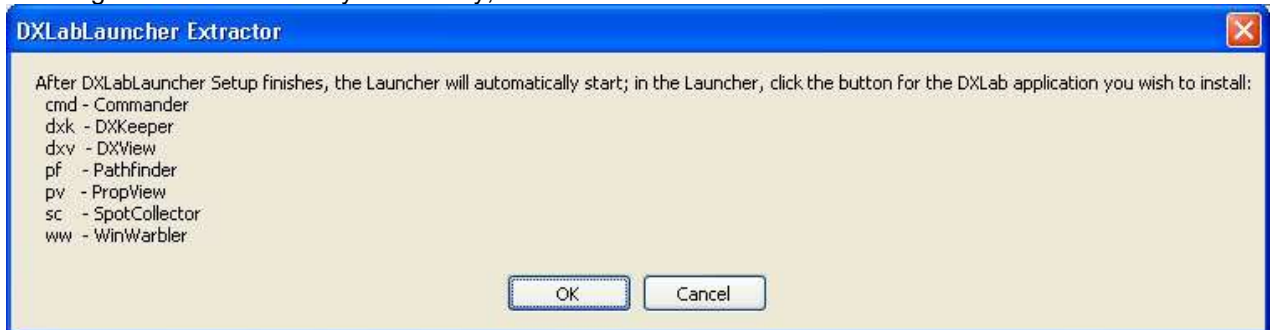 DXLabLauncher Extractor
After DXLabLauncher Setup finishes, the Launcher will automatically start; in the Launcher, click the button for the DXLab application you wish to install:
cmd - Commander
dxk - DXKeeper
dxv - DXView
pf - Pathfinder
pv - PropView
sc - SpotCollector
ww - WinWarbler
OK Cancel